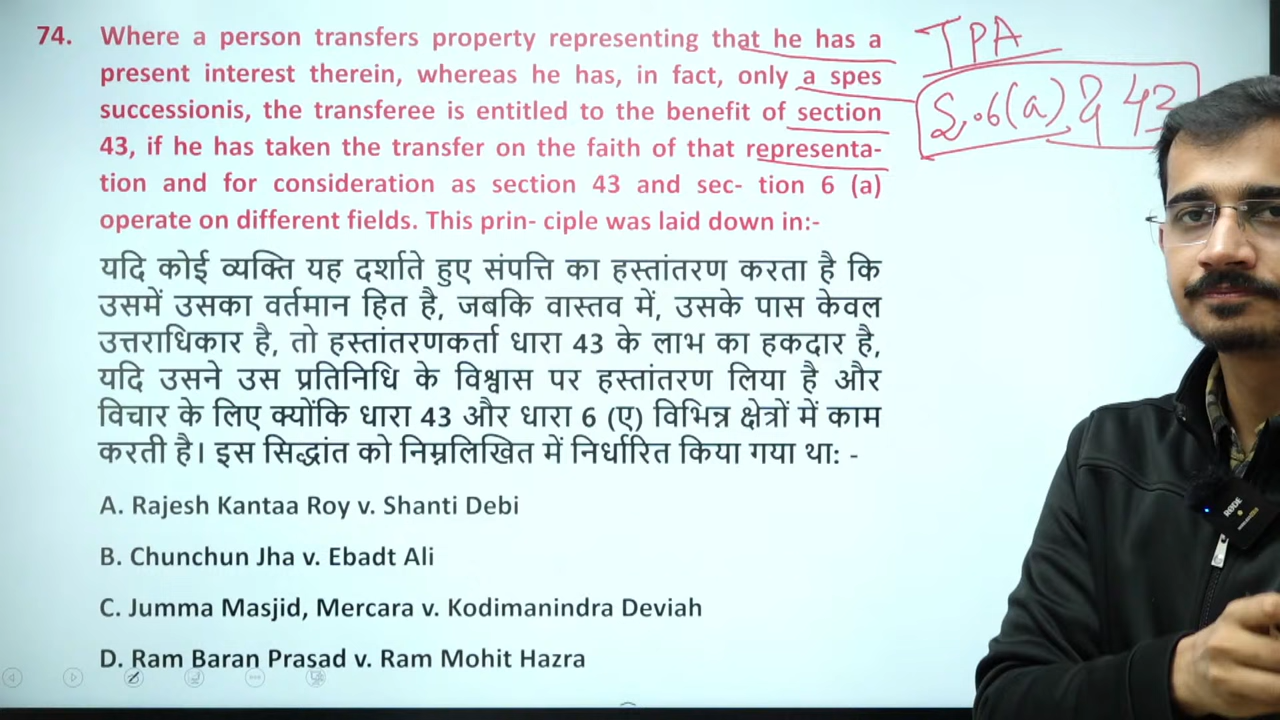 74. Where a person transfers property representing that he has a
present interest therein, whereas he has, in fact, only a spes
successionis, the transferee is entitled to the benefit of section
43, if he has taken the transfer on the faith of that representa-
tion and for consideration as section 43 and sec- tion 6 (a)
operate on different fields. This prin- ciple was laid down in:-
यदि कोई व्यक्ति यह दर्शाते हुए संपत्ति का हस्तांतरण करता है कि
उसमें उसका वर्तमान हित है, जबकि वास्तव में, उसके पास केवल
उत्तराधिकार है, तो हस्तांतरणकर्ता धारा 43 के लाभ का हकदार है,
यदि उसने उस प्रतिनिधि के विश्वास पर हस्तांतरण लिया है और
विचार के लिए क्योंकि धारा 43 और धारा 6 (ए) विभिन्न क्षेत्रों में काम
करती है। इस सिद्धांत को निम्नलिखित में निर्धारित किया गया था: -
A. Rajesh Kantaa Roy v. Shanti Debi
B. Chunchun Jha v. Ebadt Ali
C. Jumma Masjid, Mercara v. Kodimanindra Deviah
D. Ram Baran Prasad v. Ram Mohit Hazra
TPA
S.6(a) & 43
RØDE